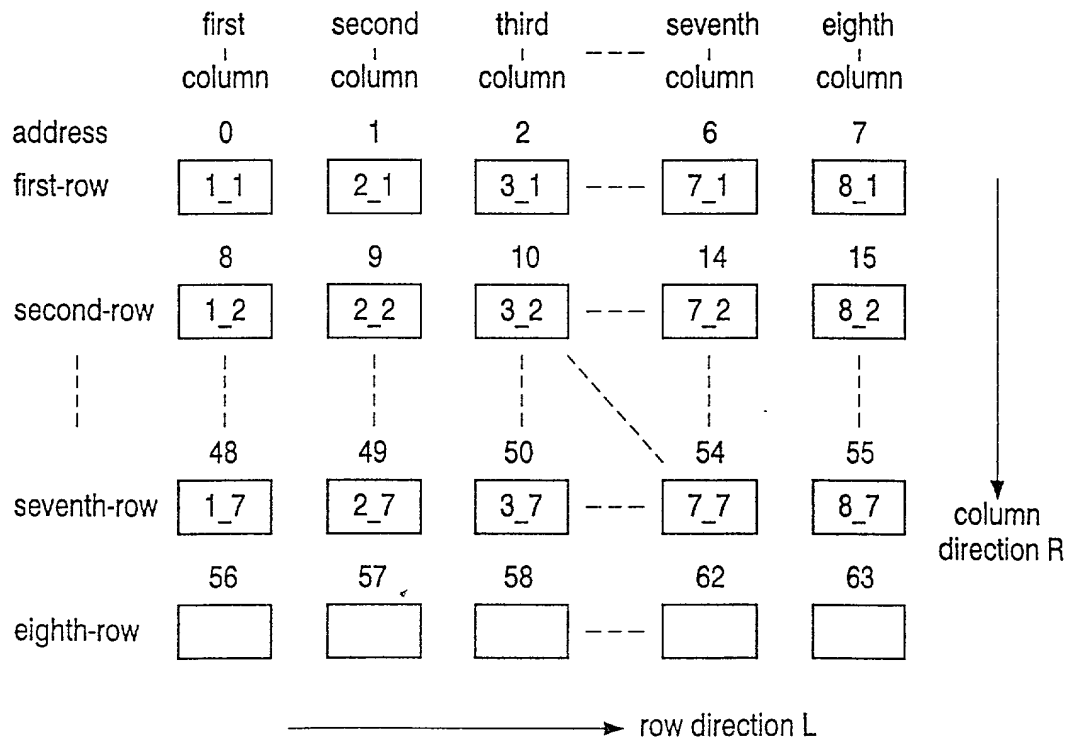 first second third seventh eighth
column column column column column
address 0 1 2 6 7
first-row 1_1 2_1 3_1 7_1 8_1
8 9 10 14 15
second-row 1_2 2_2 3_2 7_2 8_2
48 49 50 54 55
seventh-row 1_7 2_7 3_7 7_7 8_7
column
direction R
56 57 58 62 63
eighth-row
row direction L